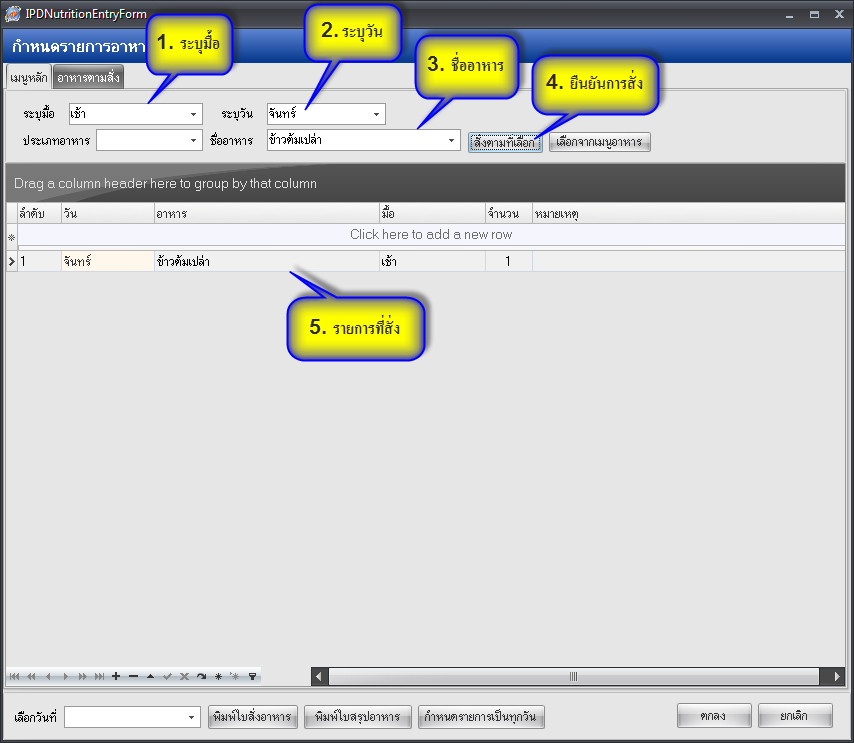 IPDNutritionEntryForm
กำหนดรายการอาหา
1. ระบุมื้อ
2. ระบุวัน
3. ชื่ออาหาร
4. ยืนยันการสั่ง
เมนูหลัก อาหารตามสั่ง
ระบุมื้อ เช้า ระบุวัน จันทร์
ประเภทอาหาร ชื่ออาหาร ข้าวต้มเปล่า สั่งตามที่เลือก เลือกจากเมนูอาหาร
Drag a column header here to group by that column
ลำดับ วัน อาหาร มื้อ จำนวน หมายเหตุ
Click here to add a new row
1 จันทร์ ข้าวต้มเปล่า เช้า 1
5. รายการที่สั่ง
เลือกวันที่ พิมพ์ใบสั่งอาหาร พิมพ์ใบสรุปอาหาร กำหนดรายการเป็นทุกวัน ตกลง ยกเลิก